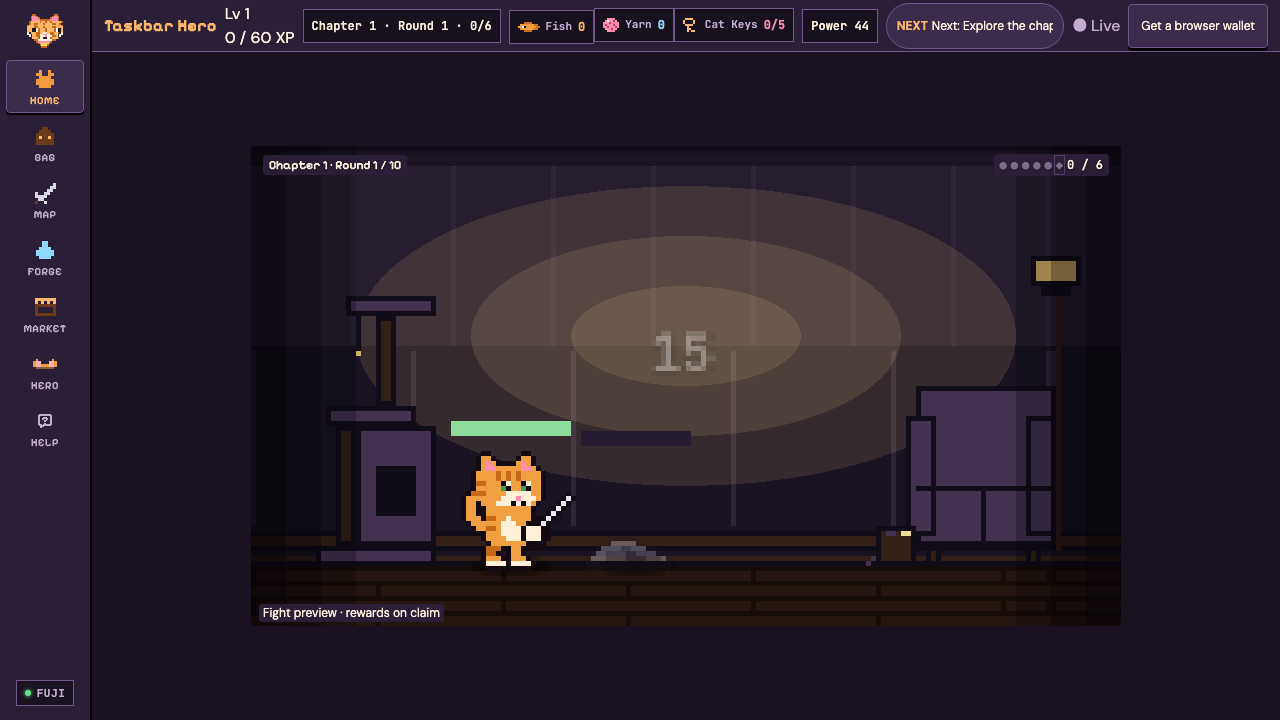 Taskbar Hero
Lv 1
0 / 60 XP
Chapter 1 · Round 1 · 0/6
Fish 0
Yarn 0
Cat Keys 0/5
Power 44
NEXT Next: Explore the chap
Live
Get a browser wallet
HOME
BAG
MAP
FORGE
MARKET
HERO
HELP
FUJI
Chapter 1 · Round 1 / 10
0 / 6
15
Fight preview · rewards on claim